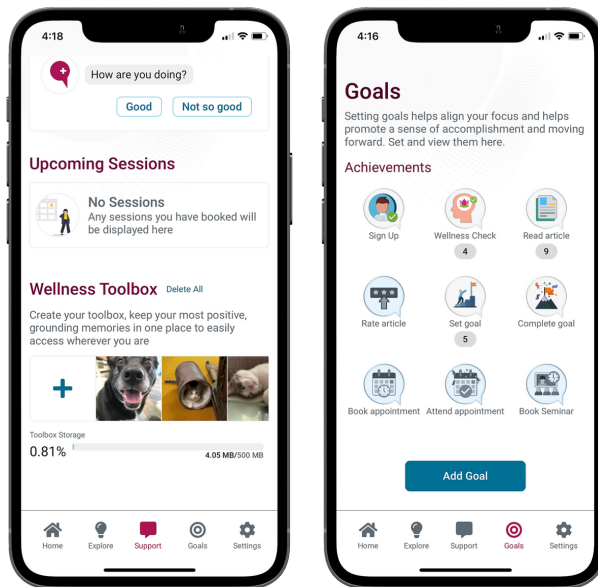 4:18
How are you doing?
Good
Not so good
Upcoming Sessions
No Sessions
Any sessions you have booked will
be displayed here
Wellness Toolbox
Delete All
Create your toolbox, keep your most positive,
grounding memories in one place to easily
access wherever you are
Toolbox Storage
0.81%
4.05 MB/500 MB
Home
Explore
Support
Goals
Settings
4:16
Goals
Setting goals helps align your focus and helps
promote a sense of accomplishment and moving
forward. Set and view them here.
Achievements
Sign Up
Wellness Check
Read article
4
9
Rate article
Set goal
Complete goal
5
Book appointment
Attend appointment
Book Seminar
Add Goal
Home
Explore
Support
Goals
Settings